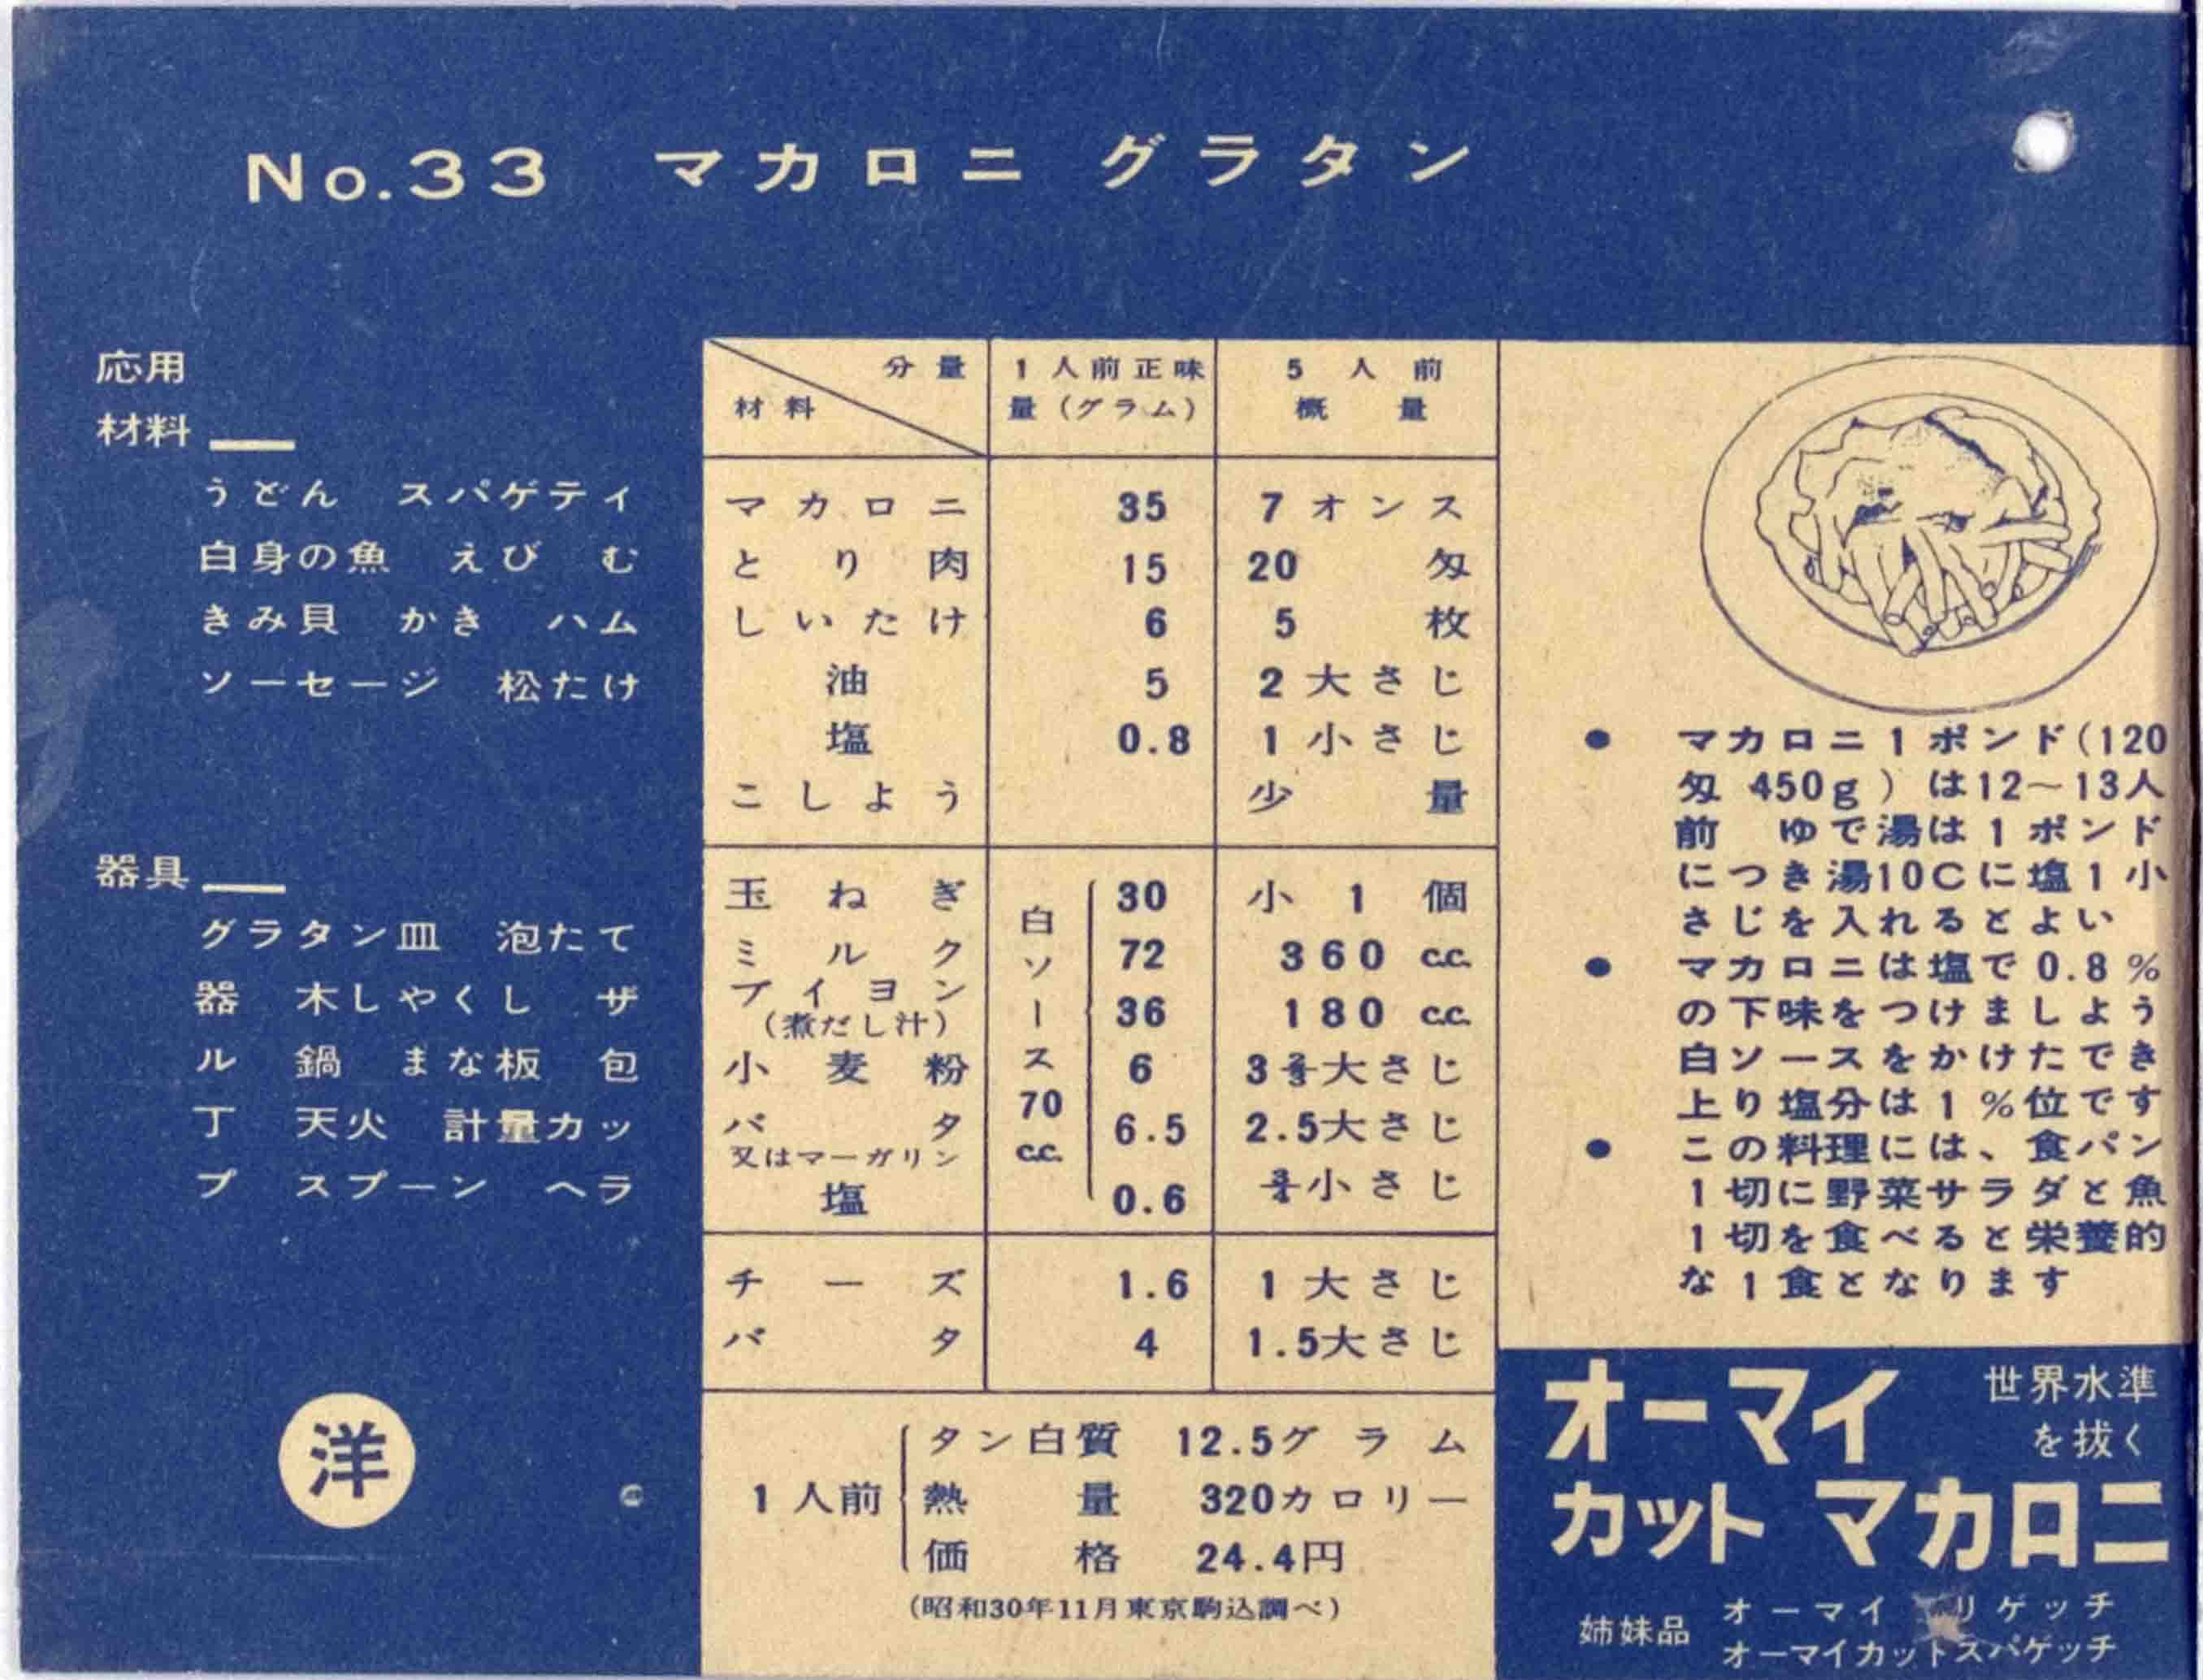 No.33 マカロニ グラタン
応用
材料
うどん スパゲティ
白身の魚 えび む
きみ貝 かき ハム
ソーセージ 松たけ
器具
グラタン皿 泡たて
器 木しやくし ザ
ル 鍋 まな板 包
丁 天火 計量カッ
プ スプーン ヘラ
洋
分量 1人前正味 5人前
材料 量(グラム)概量
マカロニ 35 7オンス
とり肉 15 20匁
しいたけ 6 5枚
油 5 2大さじ
塩 0.8 1小さじ
こしよう 少量
白ソース70c.c.
玉ねぎ 30 小1個
ミルク 72 360c.c.
ブイヨン
(煮だし汁) 36 180c.c.
小麦粉 6 3⅔大さじ
バタ 6.5 2.5大さじ
又はマーガリン
塩 0.6 ¾小さじ
チーズ 1.6 1大さじ
バタ 4 1.5大さじ
1人前
タン白質 12.5グラム
熱量 320カロリー
価格 24.4円
(昭和30年11月東京駒込調べ)
● マカロニ1ポンド(120
匁 450g)は12~13人
前 ゆで湯は1ポンド
につき湯10Cに塩1小
さじを入れるとよい
● マカロニは塩で0.8%
の下味をつけましよう
白ソースをかけたでき
上り塩分は1%位です
● この料理には、食パン
1切に野菜サラダと魚
1切を食べると栄養的
な1食となります
オーマイ
世界水準
を抜く
カットマカロニ
姉妹品
オーマイ リゲッチ
オーマイカットスパゲッチ